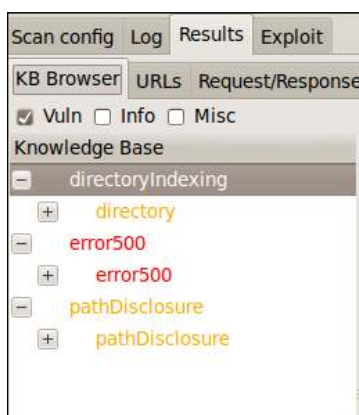 Scan config Log Results Exploit
KB Browser URLs Request/Response
Vuln Info Misc
Knowledge Base
directoryIndexing
directory
error500
error500
pathDisclosure
pathDisclosure